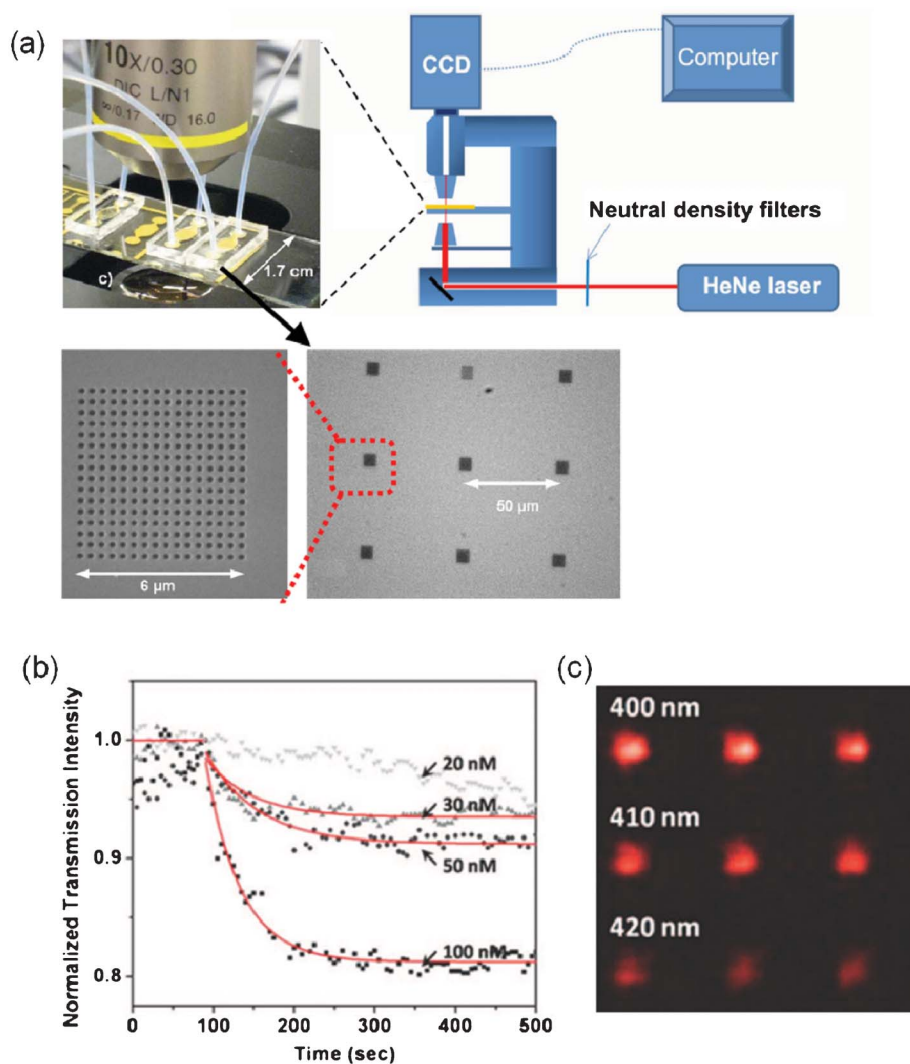 (a)
10X/0.30
DIC L/N1
∞/0.17 WD 16.0
c)
1.7 cm
CCD
Computer
Neutral density filters
HeNe laser
6 µm
50 µm
(b)
Normalized Transmission Intensity
1.0
0.9
0.8
20 nM
30 nM
50 nM
100 nM
0
100
200
300
400
500
Time (sec)
(c)
400 nm
410 nm
420 nm